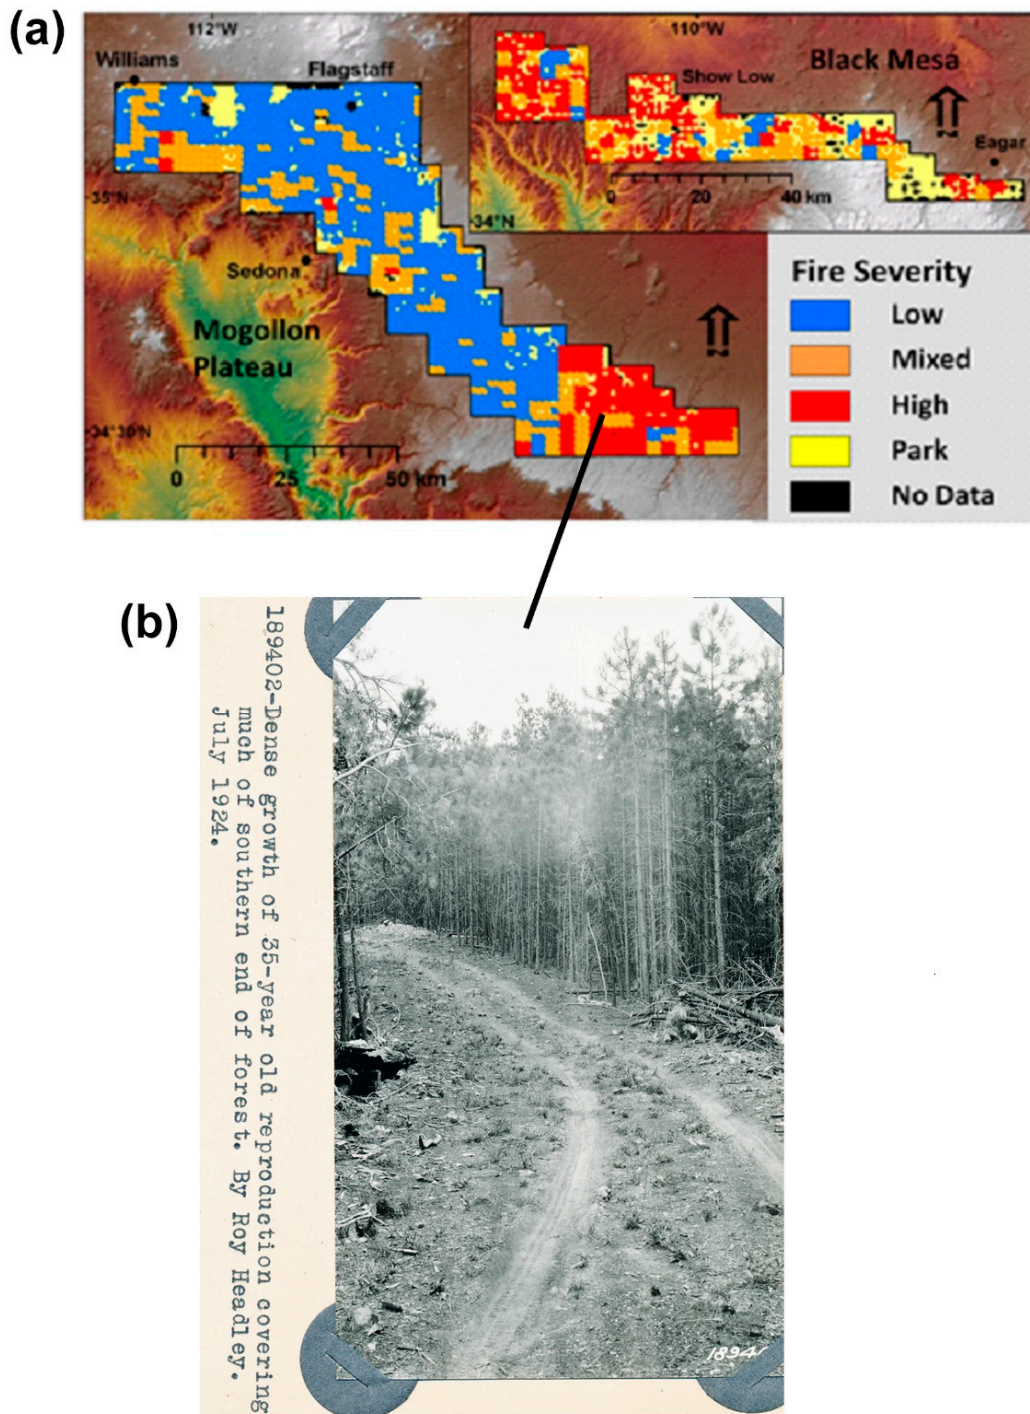 (a)
112°W
Williams
Flagstaff
35°N
Sedona
Mogollon
Plateau
34°30'N
0 25 50 km
N
110°W
Black Mesa
Show Low
N
Eagar
0 20 40 km
34°N
Fire Severity
Low
Mixed
High
Park
No Data
(b)
189402-Dense growth of 35-year old reproduction covering
much of southern end of forest. By Roy Headley.
July 1924.
1894